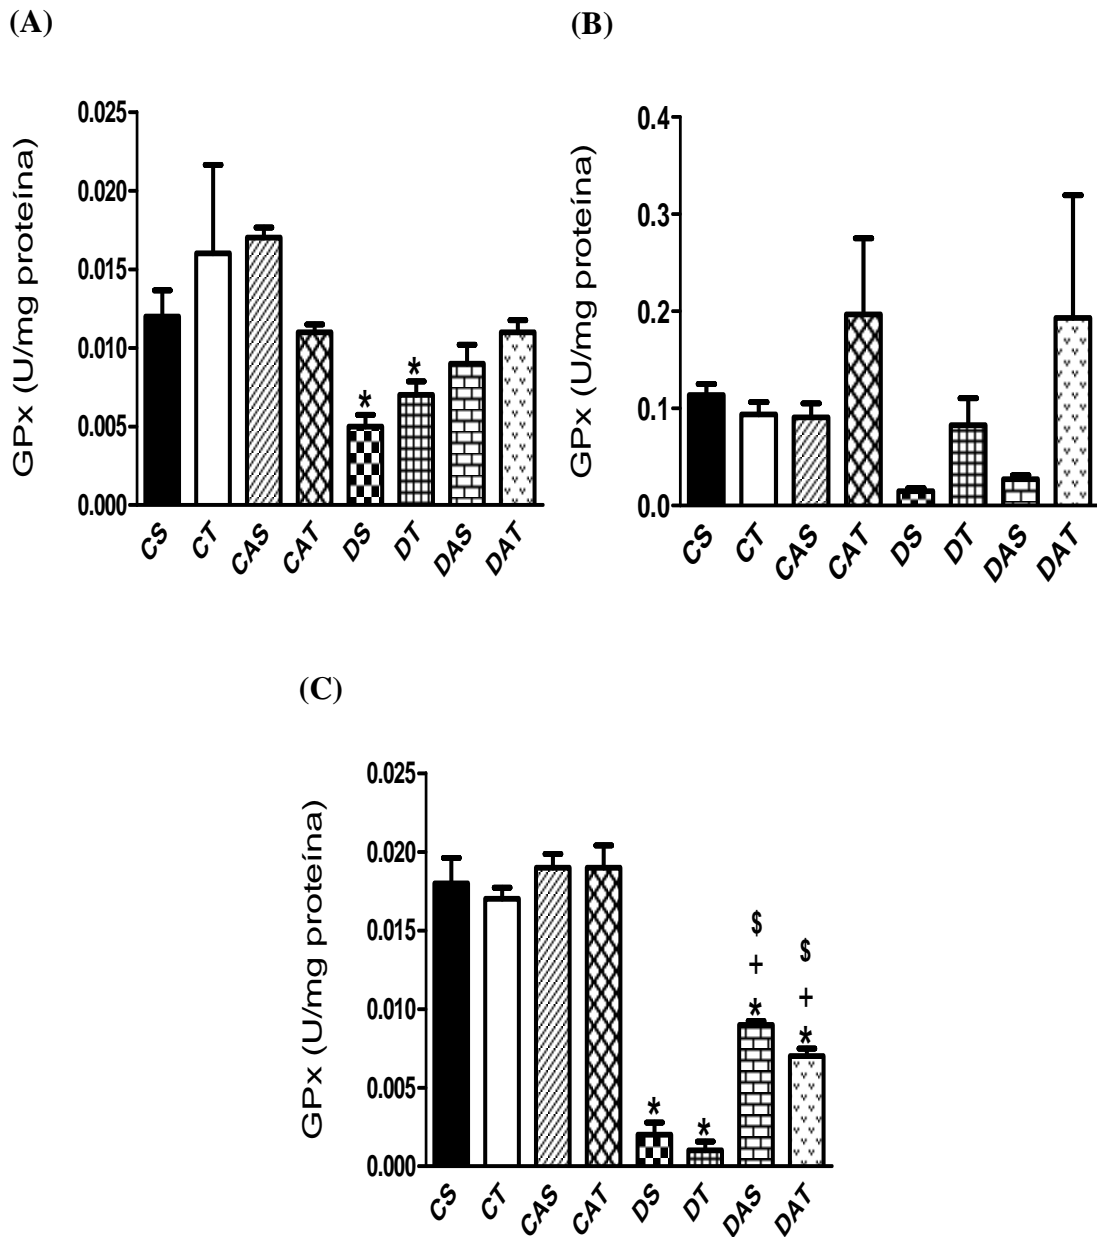 (A)
(B)
GPx (U/mg proteína)
0.025
0.020
0.015
0.010
0.005
0.000
* *
CS CT CAS CAT DS DT DAS DAT
GPx (U/mg proteína)
0.4
0.3
0.2
0.1
0.0
CS CT CAS CAT DS DT DAS DAT
(C)
GPx (U/mg proteína)
0.025
0.020
0.015
0.010
0.005
0.000
* *
$ $
+ +
* *
CS CT CAS CAT DS DT DAS DAT